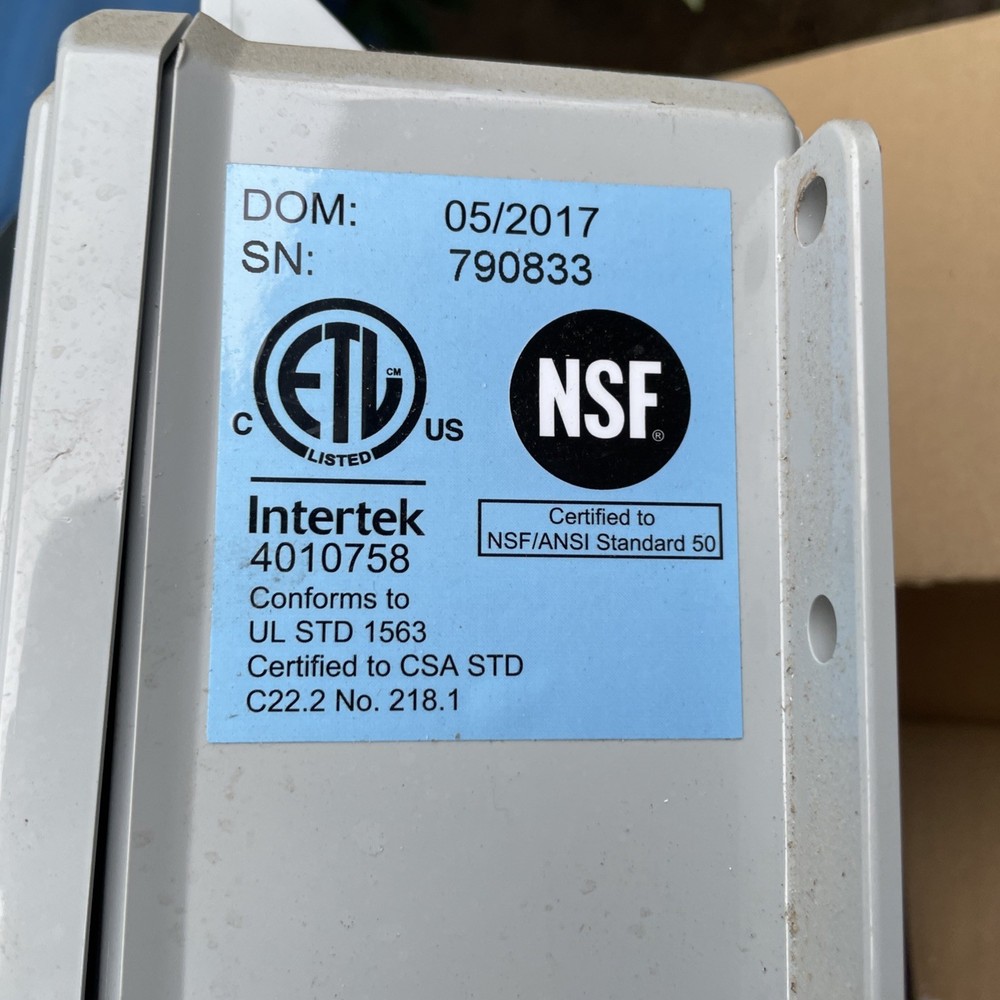 DOM: 05/2017
SN: 790833
C ETL CM US
LISTED
NSF®
Intertek
4010758
Certified to
NSF/ANSI Standard 50
Conforms to
UL STD 1563
Certified to CSA STD
C22.2 No. 218.1